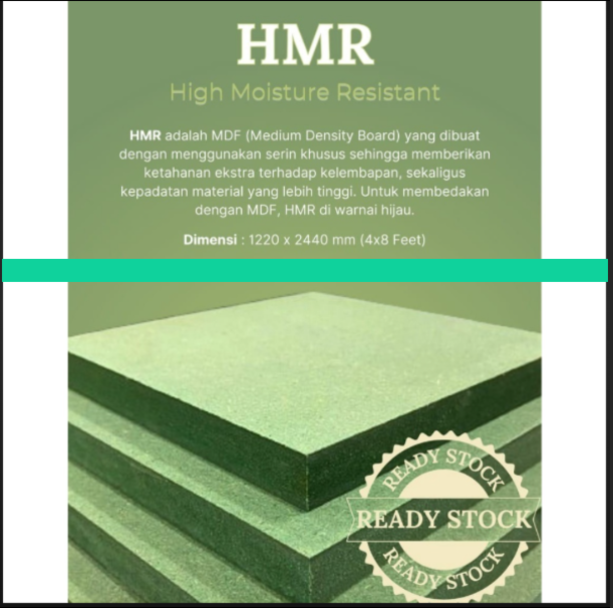 HMR
High Moisture Resistant
HMR adalah MDF (Medium Density Board) yang dibuat
dengan menggunakan serin khusus sehingga memberikan
ketahanan ekstra terhadap kelembapan, sekaligus
kepadatan material yang lebih tinggi. Untuk membedakan
dengan MDF, HMR di warnai hijau.
Dimensi : 1220 x 2440 mm (4x8 Feet)
READY STOCK
READY STOCK
READY STOCK